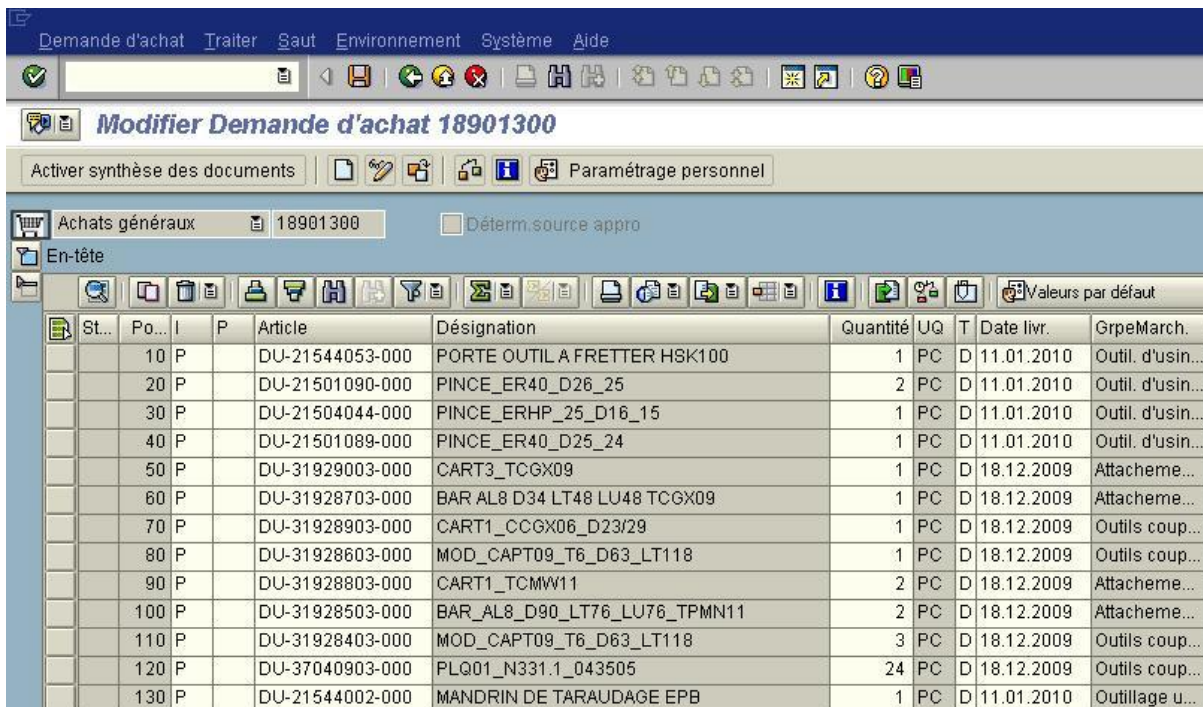 Demande d'achat Traiter Saut Environnement Système Aide
Modifier Demande d'achat 18901300
Activer synthèse des documents Paramétrage personnel
Achats généraux 18901300 Déterm.source appro
En-tête
Valeurs par défaut
St... Po... I P Article Désignation Quantité UQ T Date livr. GrpeMarch.
10 P DU-21544053-000 PORTE OUTIL A FRETTER HSK100 1 PC D 11.01.2010 Outil. d'usin...
20 P DU-21501090-000 PINCE_ER40_D26_25 2 PC D 11.01.2010 Outil. d'usin...
30 P DU-21504044-000 PINCE_ERHP_25_D16_15 1 PC D 11.01.2010 Outil. d'usin...
40 P DU-21501089-000 PINCE_ER40_D25_24 1 PC D 11.01.2010 Outil. d'usin...
50 P DU-31929003-000 CART3_TCGX09 1 PC D 18.12.2009 Attacheme...
60 P DU-31928703-000 BAR AL8 D34 LT48 LU48 TCGX09 1 PC D 18.12.2009 Attacheme...
70 P DU-31928903-000 CART1_CCGX06_D23/29 1 PC D 18.12.2009 Outils coup...
80 P DU-31928603-000 MOD_CAPT09_T6_D63_LT118 1 PC D 18.12.2009 Outils coup...
90 P DU-31928803-000 CART1_TCMW11 2 PC D 18.12.2009 Attacheme...
100 P DU-31928503-000 BAR_AL8_D90_LT76_LU76_TPMN11 2 PC D 18.12.2009 Attacheme...
110 P DU-31928403-000 MOD_CAPT09_T6_D63_LT118 3 PC D 18.12.2009 Outils coup...
120 P DU-37040903-000 PLQ01_N331.1_043505 24 PC D 18.12.2009 Outils coup...
130 P DU-21544002-000 MANDRIN DE TARAUDAGE EPB 1 PC D 11.01.2010 Outillage u...